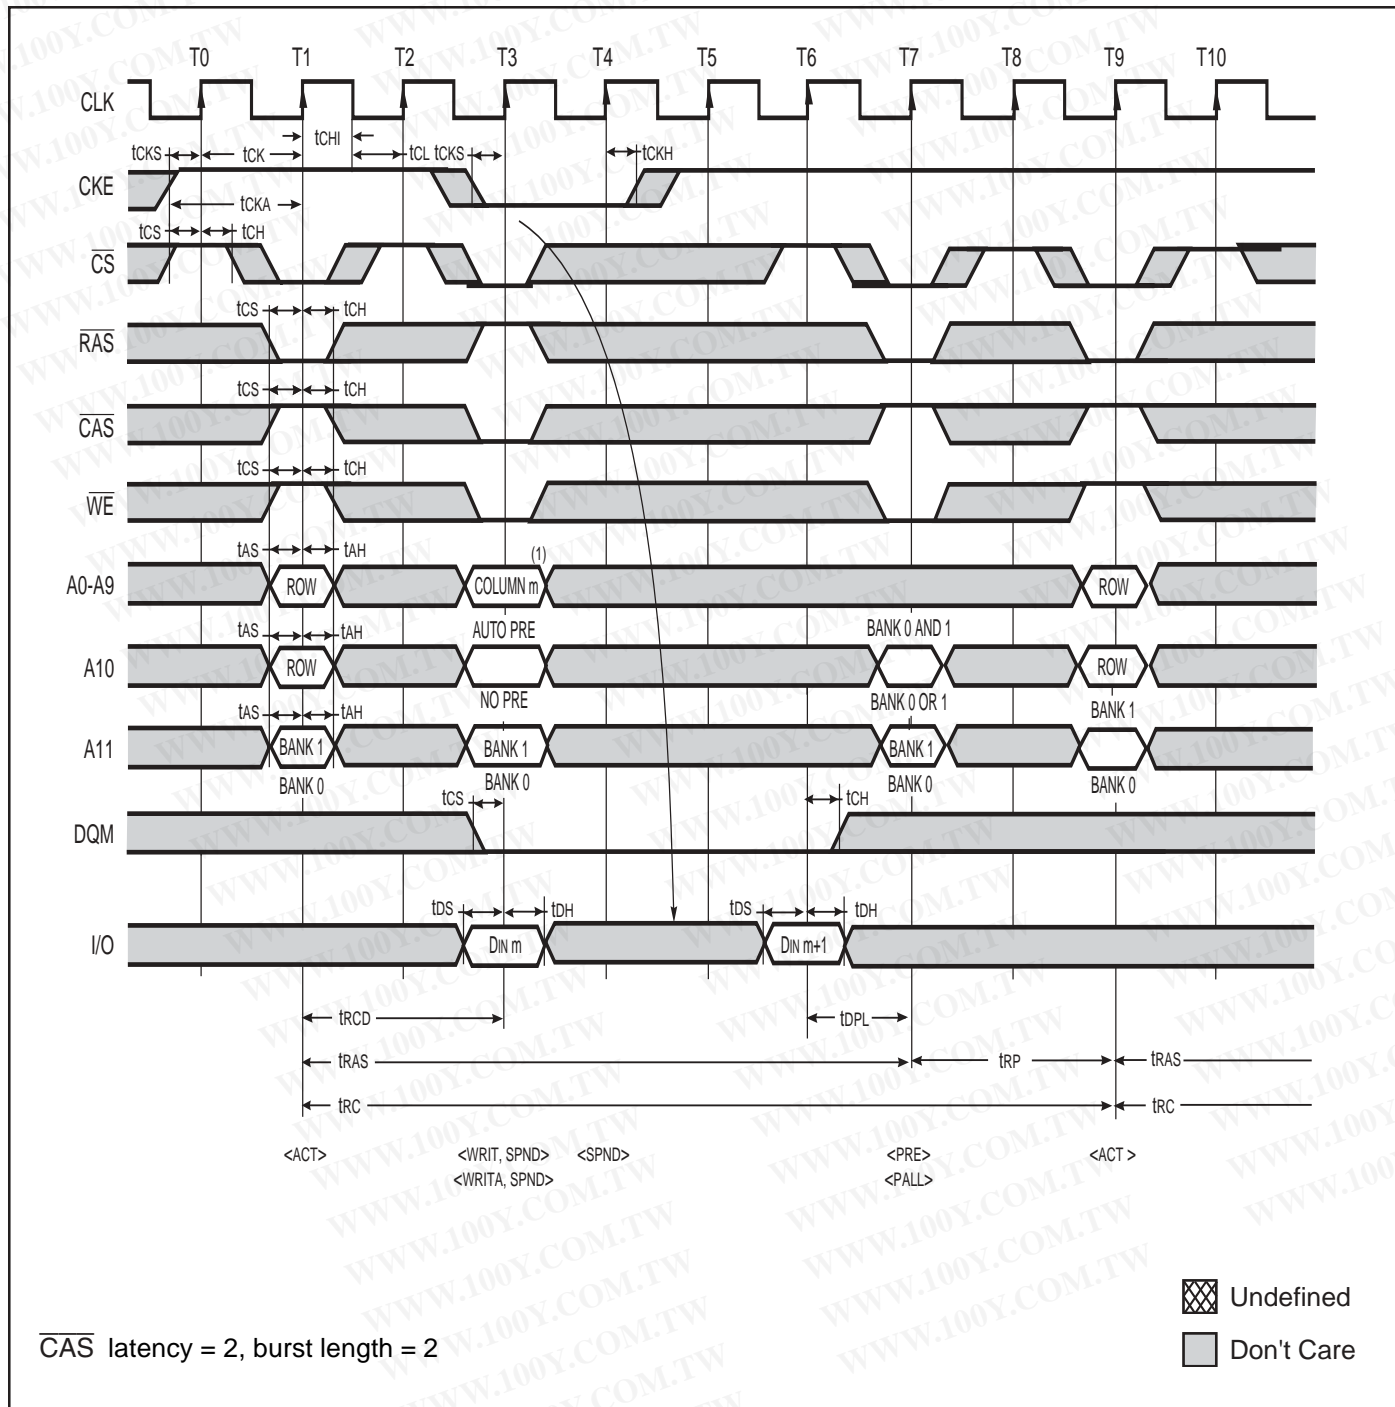 T0 T1 T2 T3 T4 T5 T6 T7 T8 T9 T10
CLK
tCHI
tCKS tCK tCL tCKS tCKH
CKE
tCKA
tCS tCH
CS
tCS tCH
RAS
tCS tCH
CAS
tCS tCH
WE
tAS tAH (1)
A0-A9 ROW COLUMN m ROW
tAS tAH AUTO PRE BANK 0 AND 1
A10 ROW ROW
NO PRE BANK 0 OR 1 BANK 1
tAS tAH
A11 BANK 1 BANK 1 BANK 1
BANK 0 BANK 0 BANK 0 BANK 0
tCS tCH
DQM
tDS tDH tDS tDH
I/O DIN m DIN m+1
tRCD tDPL
tRAS tRP tRAS
tRC tRC
<ACT> <WRIT, SPND> <SPND> <PRE> <ACT >
<WRITA, SPND> <PALL>
Undefined
CAS latency = 2, burst length = 2
Don't Care
WWW.100Y.COM.TW